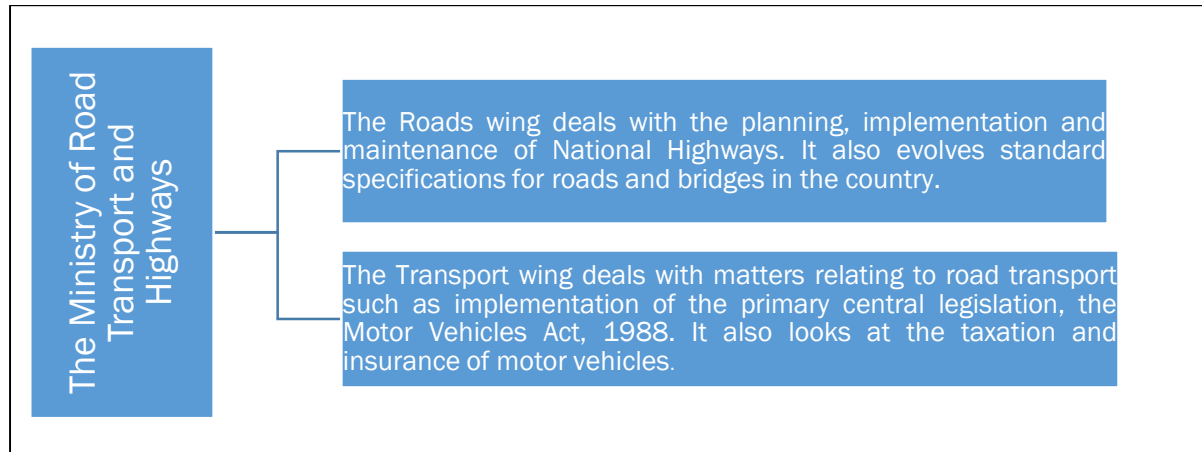 The Ministry of Road
Transport and
Highways
The Roads wing deals with the planning, implementation and
maintenance of National Highways. It also evolves standard
specifications for roads and bridges in the country.
The Transport wing deals with matters relating to road transport
such as implementation of the primary central legislation, the
Motor Vehicles Act, 1988. It also looks at the taxation and
insurance of motor vehicles.